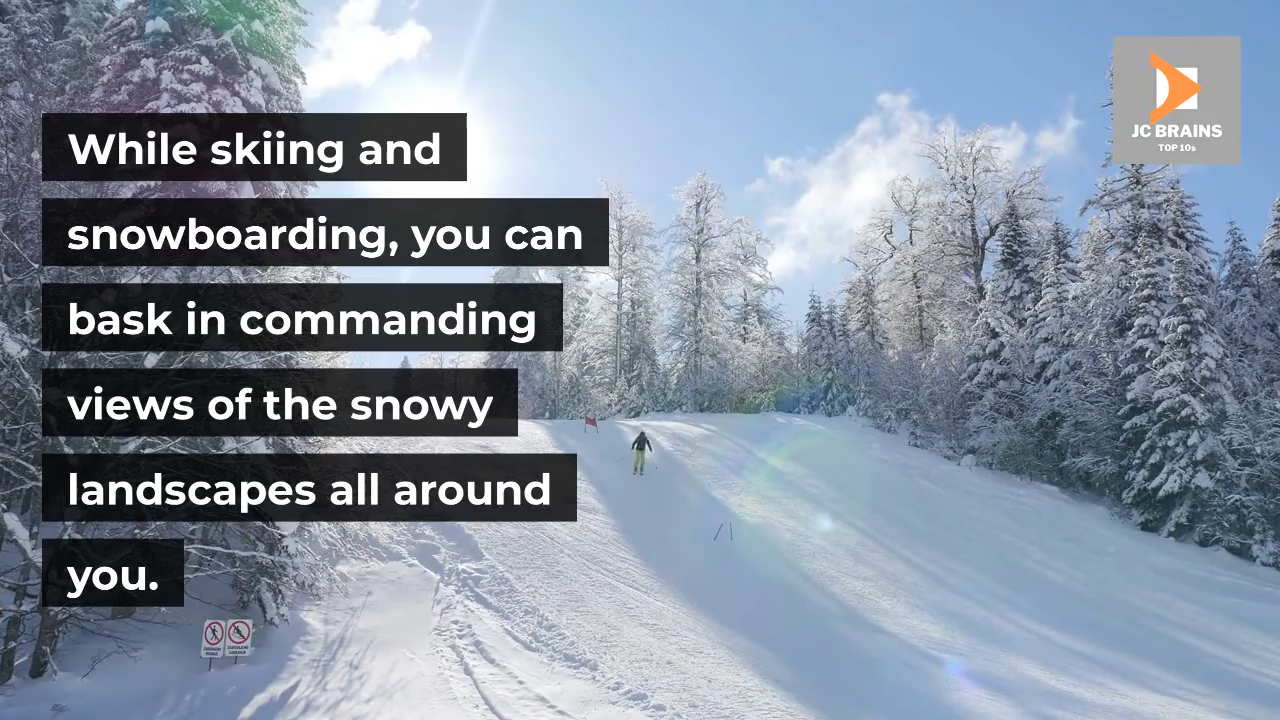 While skiing and
snowboarding, you can
bask in commanding
views of the snowy
landscapes all around
you.
JC BRAINS
TOP 10s